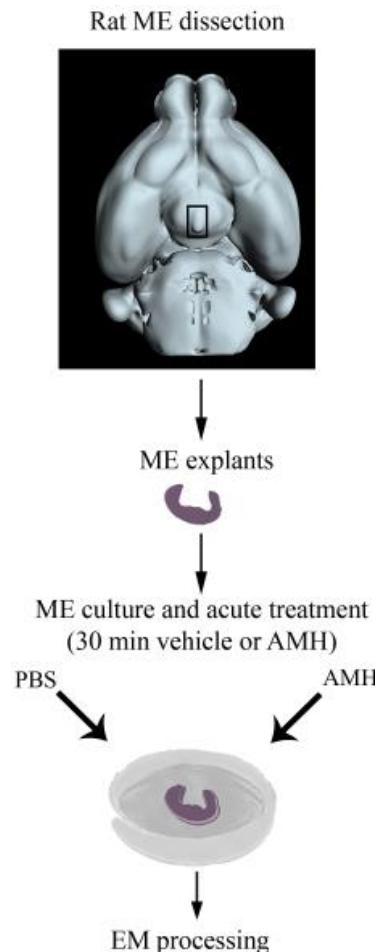 Rat ME dissection
ME explants
ME culture and acute treatment
(30 min vehicle or AMH)
PBS
AMH
EM processing